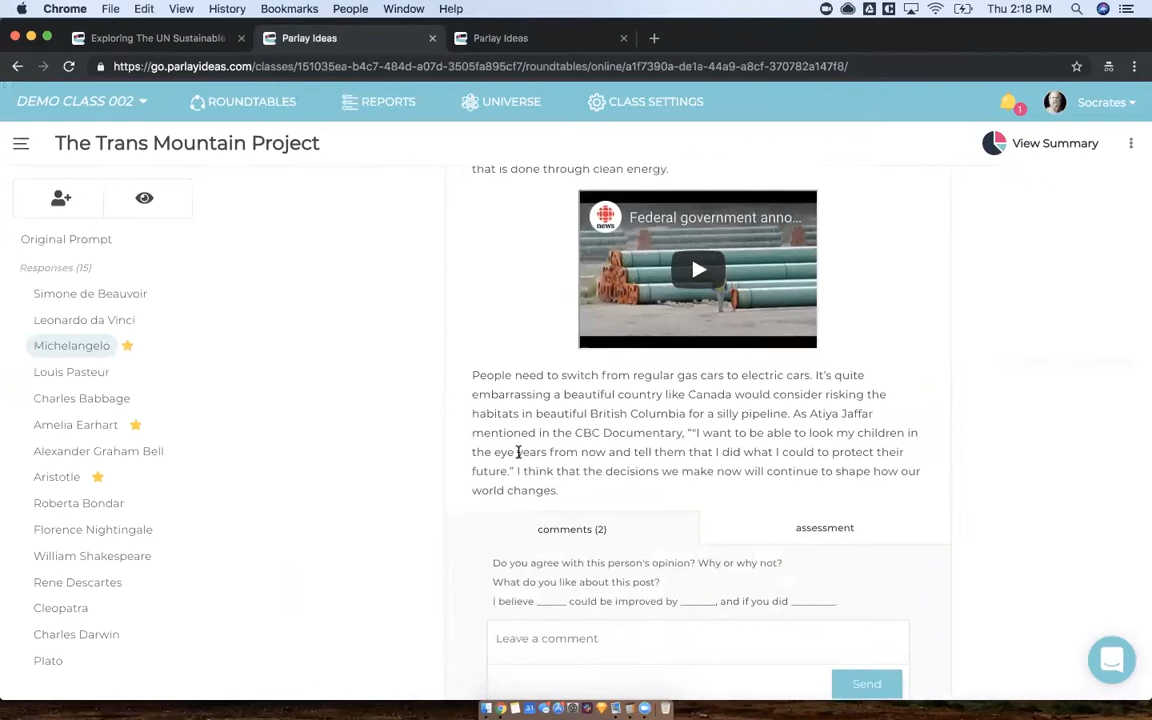 Chrome File Edit View History Bookmarks People Window Help Thu 2:18 PM
Exploring The UN Sustainable Parlay Ideas Parlay Ideas
https://go.parlayideas.com/classes/151035ea-b4c7-484d-a07d-3505fa895cf7/roundtables/online/a1f7390a-de1a-44a9-a8cf-370782a147f8/
DEMO CLASS 002 ROUNDTABLES REPORTS UNIVERSE CLASS SETTINGS 1 Socrates
The Trans Mountain Project View Summary
that is done through clean energy.
Original Prompt
Responses (15)
Simone de Beauvoir
Leonardo da Vinci
Michelangelo
Louis Pasteur
Charles Babbage
Amelia Earhart
Alexander Graham Bell
Aristotle
Roberta Bondar
Florence Nightingale
William Shakespeare
Rene Descartes
Cleopatra
Charles Darwin
Plato
news
Federal government anno...
People need to switch from regular gas cars to electric cars. It's quite
embarrassing a beautiful country like Canada would consider risking the
habitats in beautiful British Columbia for a silly pipeline. As Atiya Jaffar
mentioned in the CBC Documentary, "“I want to be able to look my children in
the eye years from now and tell them that I did what I could to protect their
future.” I think that the decisions we make now will continue to shape how our
world changes.
comments (2) assessment
Do you agree with this person's opinion? Why or why not?
What do you like about this post?
I believe ______ could be improved by _______, and if you did _________.
Leave a comment
Send